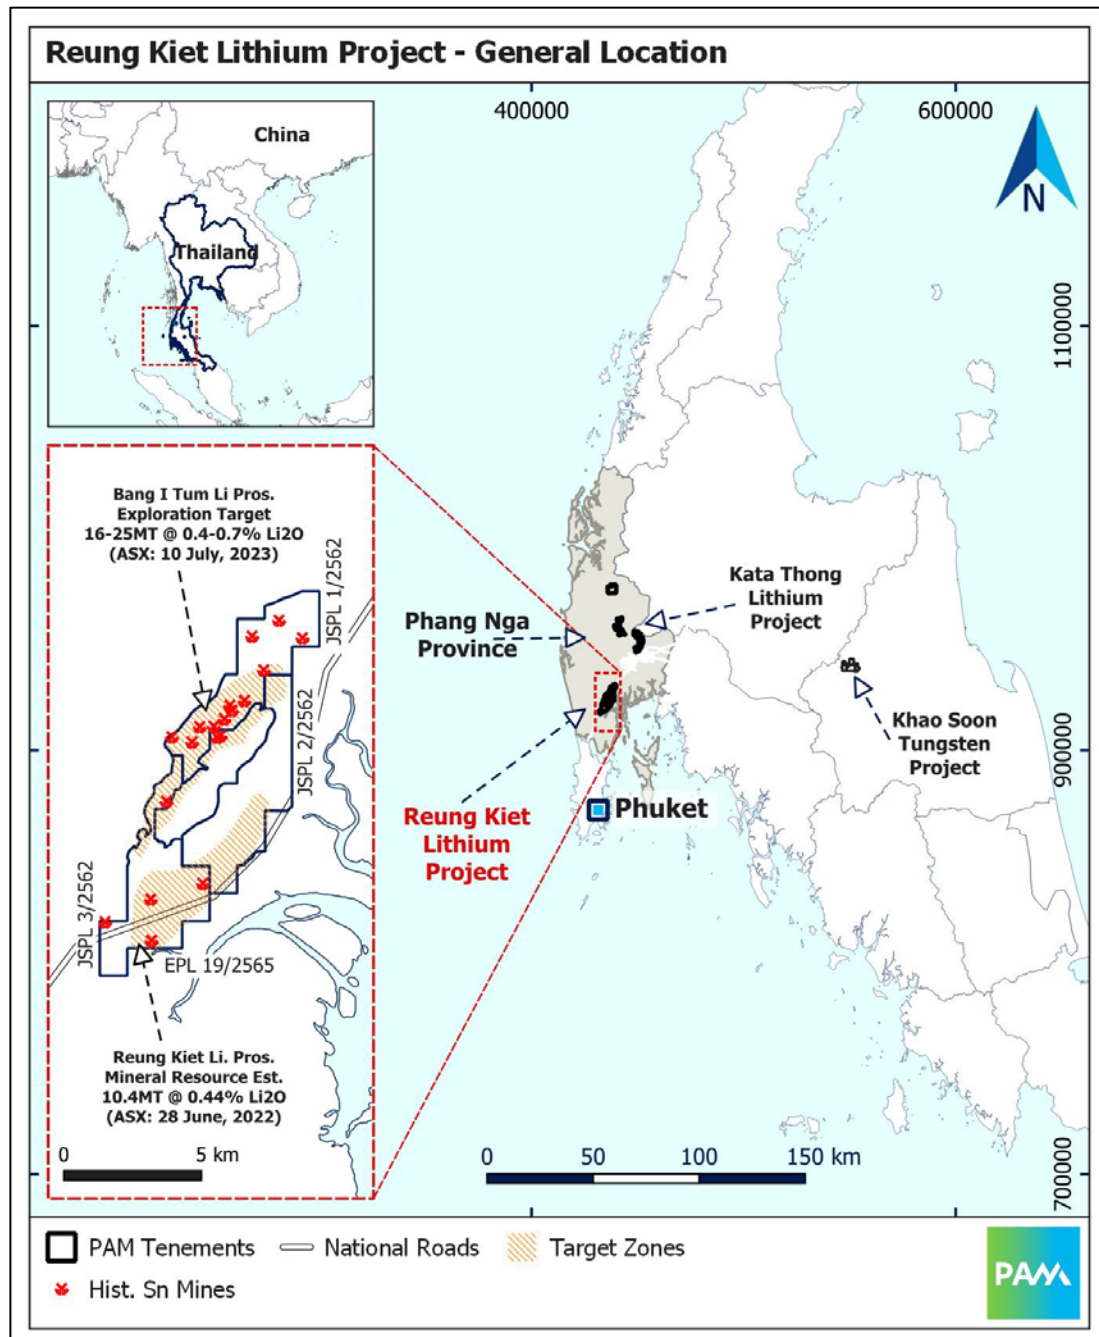 Reung Kiet Lithium Project - General Location
400000
600000
China
Thailand
N
1100000
Bang I Tum Li Pros.
Exploration Target
16-25MT @ 0.4-0.7% Li2O
(ASX: 10 July, 2023)
JSPL 1/2562
JSPL 2/2562
JSPL 3/2562
EPL 19/2565
Reung Kiet Li. Pros.
Mineral Resource Est.
10.4MT @ 0.44% Li2O
(ASX: 28 June, 2022)
0 5 km
Phang Nga
Province
Kata Thong
Lithium
Project
Khao Soon
Tungsten
Project
900000
Reung Kiet
Lithium
Project
Phuket
0 50 100 150 km
700000
PAM Tenements
National Roads
Target Zones
Hist. Sn Mines
PAM